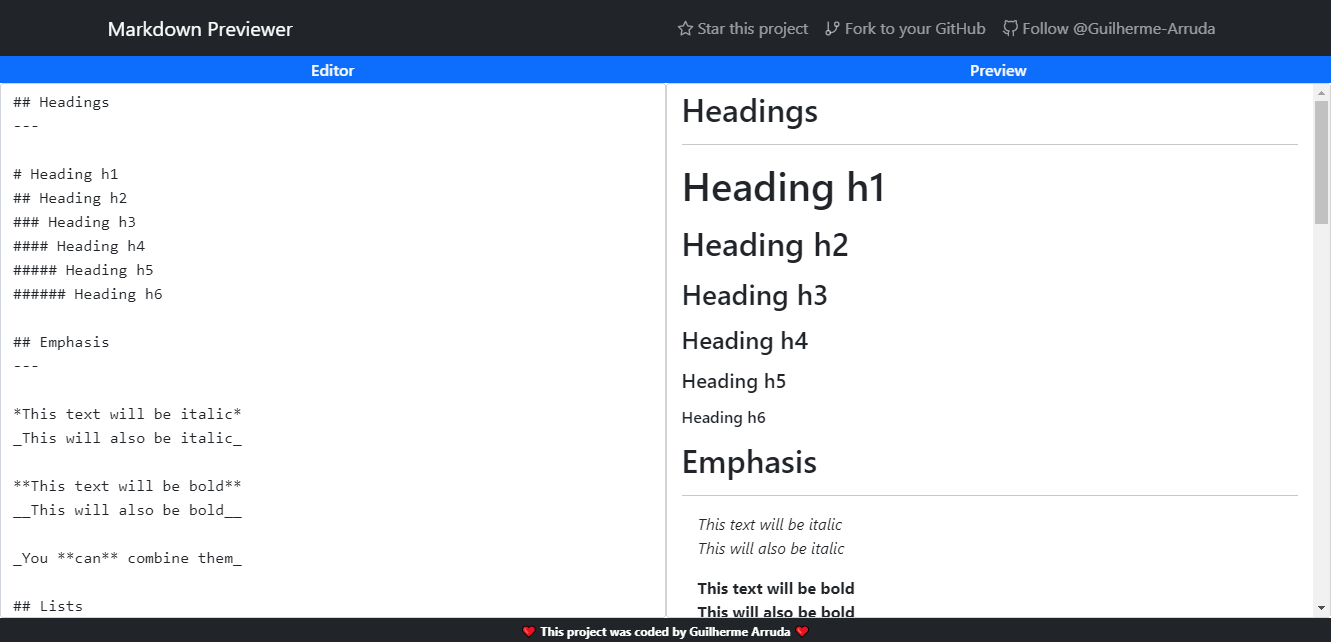 Markdown Previewer
Star this project Fork to your GitHub Follow @Guilherme-Arruda
Editor
Preview
## Headings
---
# Heading h1
## Heading h2
### Heading h3
#### Heading h4
##### Heading h5
###### Heading h6
## Emphasis
---
*This text will be italic*
_This will also be italic_
**This text will be bold**
__This will also be bold__
_You **can** combine them_
## Lists
Headings
Heading h1
Heading h2
Heading h3
Heading h4
Heading h5
Heading h6
Emphasis
This text will be italic
This will also be italic
This text will be bold
This will also be bold
❤️ This project was coded by Guilherme Arruda ❤️